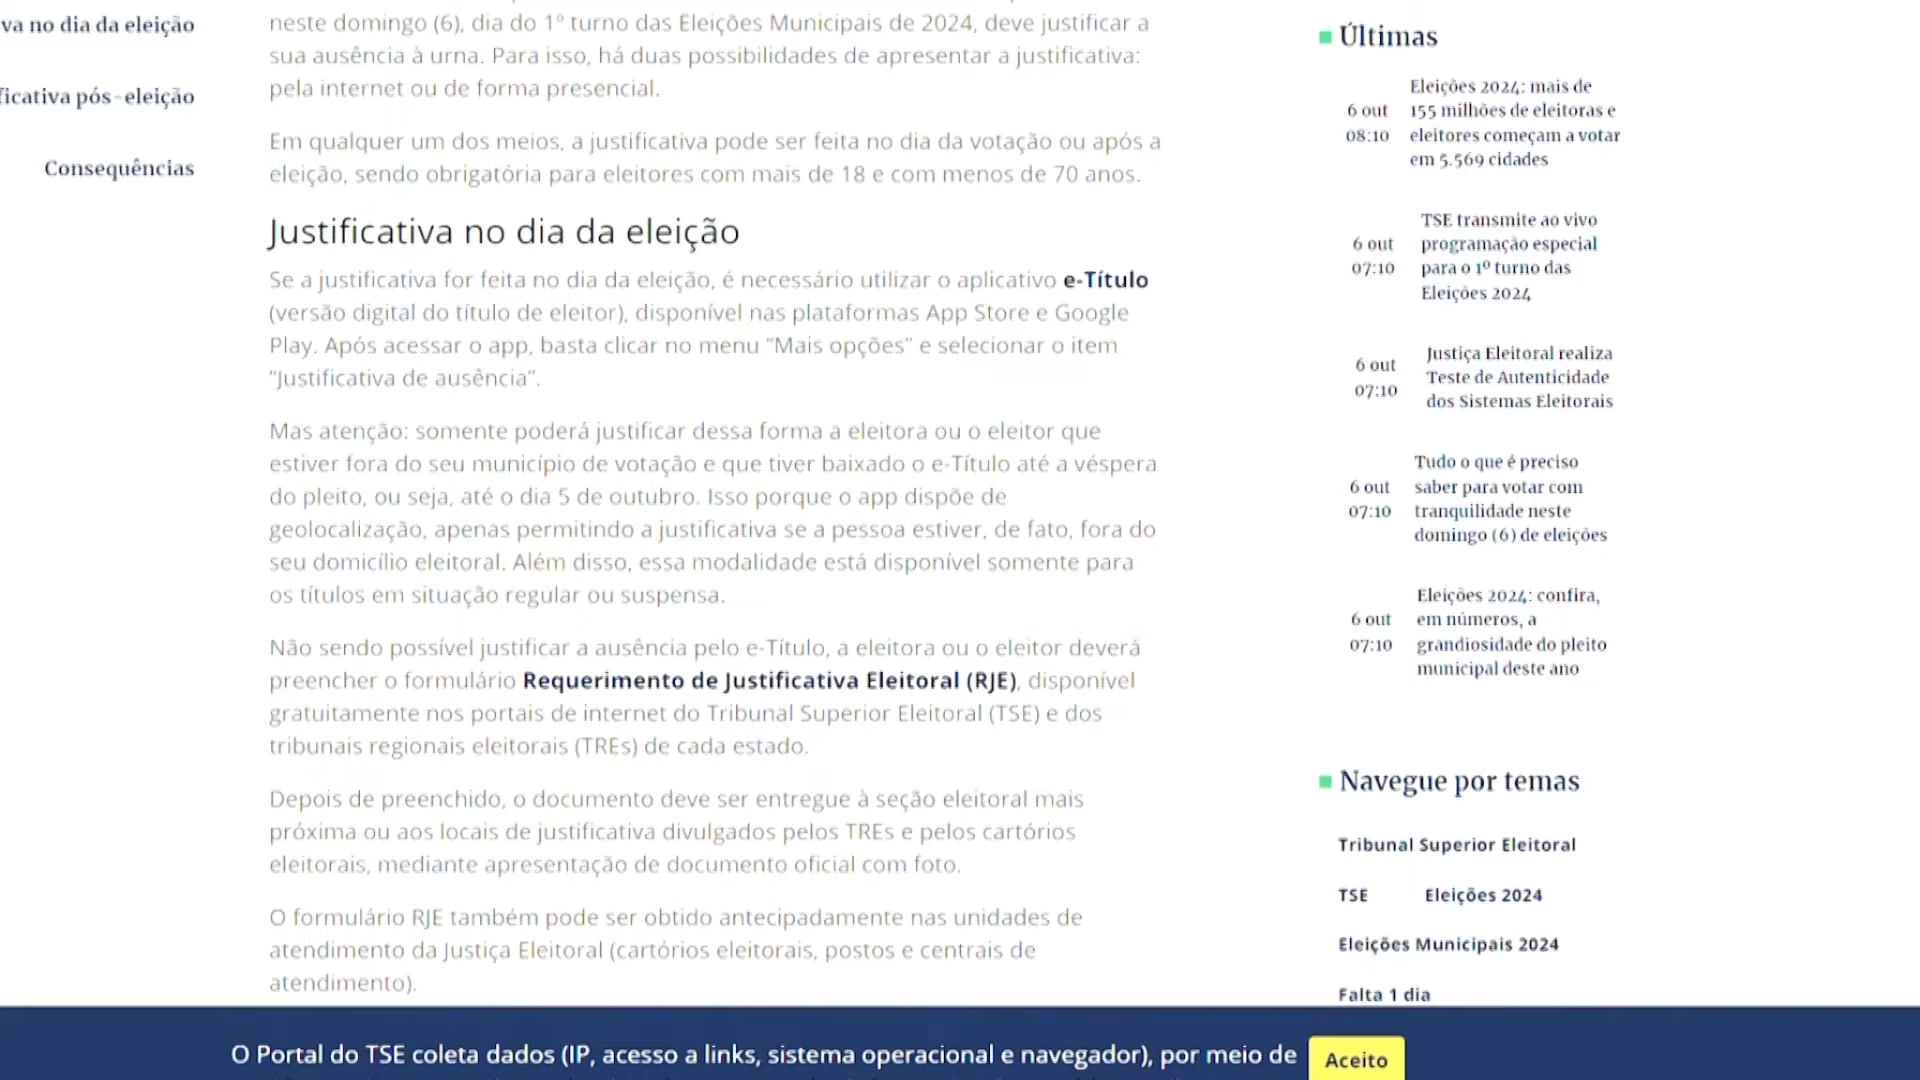 va no dia da eleição
ficativa pós-eleição
Consequências
neste domingo (6), dia do 1º turno das Eleições Municipais de 2024, deve justificar a
sua ausência à urna. Para isso, há duas possibilidades de apresentar a justificativa:
pela internet ou de forma presencial.
Em qualquer um dos meios, a justificativa pode ser feita no dia da votação ou após a
eleição, sendo obrigatória para eleitores com mais de 18 e com menos de 70 anos.
Justificativa no dia da eleição
Se a justificativa for feita no dia da eleição, é necessário utilizar o aplicativo e-Título
(versão digital do título de eleitor), disponível nas plataformas App Store e Google
Play. Após acessar o app, basta clicar no menu “Mais opções” e selecionar o item
“Justificativa de ausência”.
Mas atenção: somente poderá justificar dessa forma a eleitora ou o eleitor que
estiver fora do seu município de votação e que tiver baixado o e-Título até a véspera
do pleito, ou seja, até o dia 5 de outubro. Isso porque o app dispõe de
geolocalização, apenas permitindo a justificativa se a pessoa estiver, de fato, fora do
seu domicílio eleitoral. Além disso, essa modalidade está disponível somente para
os títulos em situação regular ou suspensa.
Não sendo possível justificar a ausência pelo e-Título, a eleitora ou o eleitor deverá
preencher o formulário Requerimento de Justificativa Eleitoral (RJE), disponível
gratuitamente nos portais de internet do Tribunal Superior Eleitoral (TSE) e dos
tribunais regionais eleitorais (TREs) de cada estado.
Depois de preenchido, o documento deve ser entregue à seção eleitoral mais
próxima ou aos locais de justificativa divulgados pelos TREs e pelos cartórios
eleitorais, mediante apresentação de documento oficial com foto.
O formulário RJE também pode ser obtido antecipadamente nas unidades de
atendimento da Justiça Eleitoral (cartórios eleitorais, postos e centrais de
atendimento).
Últimas
6 out
08:10
Eleições 2024: mais de
155 milhões de eleitoras e
eleitores começam a votar
em 5.569 cidades
6 out
07:10
TSE transmite ao vivo
programação especial
para o 1º turno das
Eleições 2024
6 out
07:10
Justiça Eleitoral realiza
Teste de Autenticidade
dos Sistemas Eleitorais
6 out
07:10
Tudo o que é preciso
saber para votar com
tranquilidade neste
domingo (6) de eleições
6 out
07:10
Eleições 2024: confira,
em números, a
grandiosidade do pleito
municipal deste ano
Navegue por temas
Tribunal Superior Eleitoral
TSE Eleições 2024
Eleições Municipais 2024
Falta 1 dia
O Portal do TSE coleta dados (IP, acesso a links, sistema operacional e navegador), por meio de
Aceito